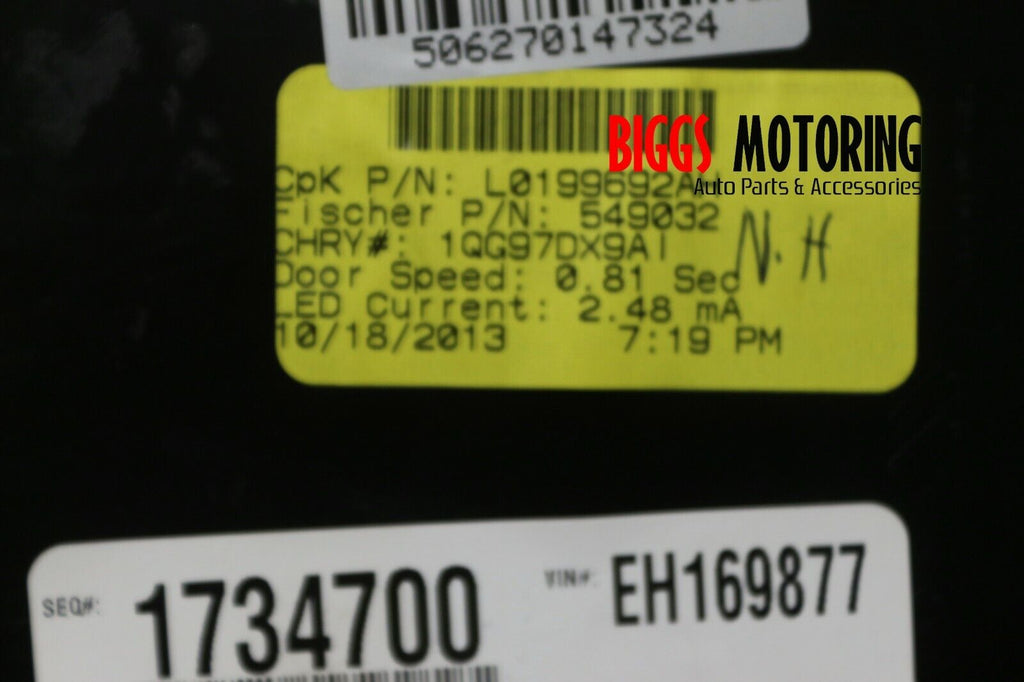 506270147324
BIGGS MOTORING
Auto Parts & Accessories
CpK P/N: L0199692AA
Fischer P/N: 549032
CHRY#: 1QG97DX9AI
Door Speed: 0.81 Sec
N.H
LED Current: 2.48 mA
10/18/2013 7:19 PM
SEQ#: 1734700
VIN#: EH169877